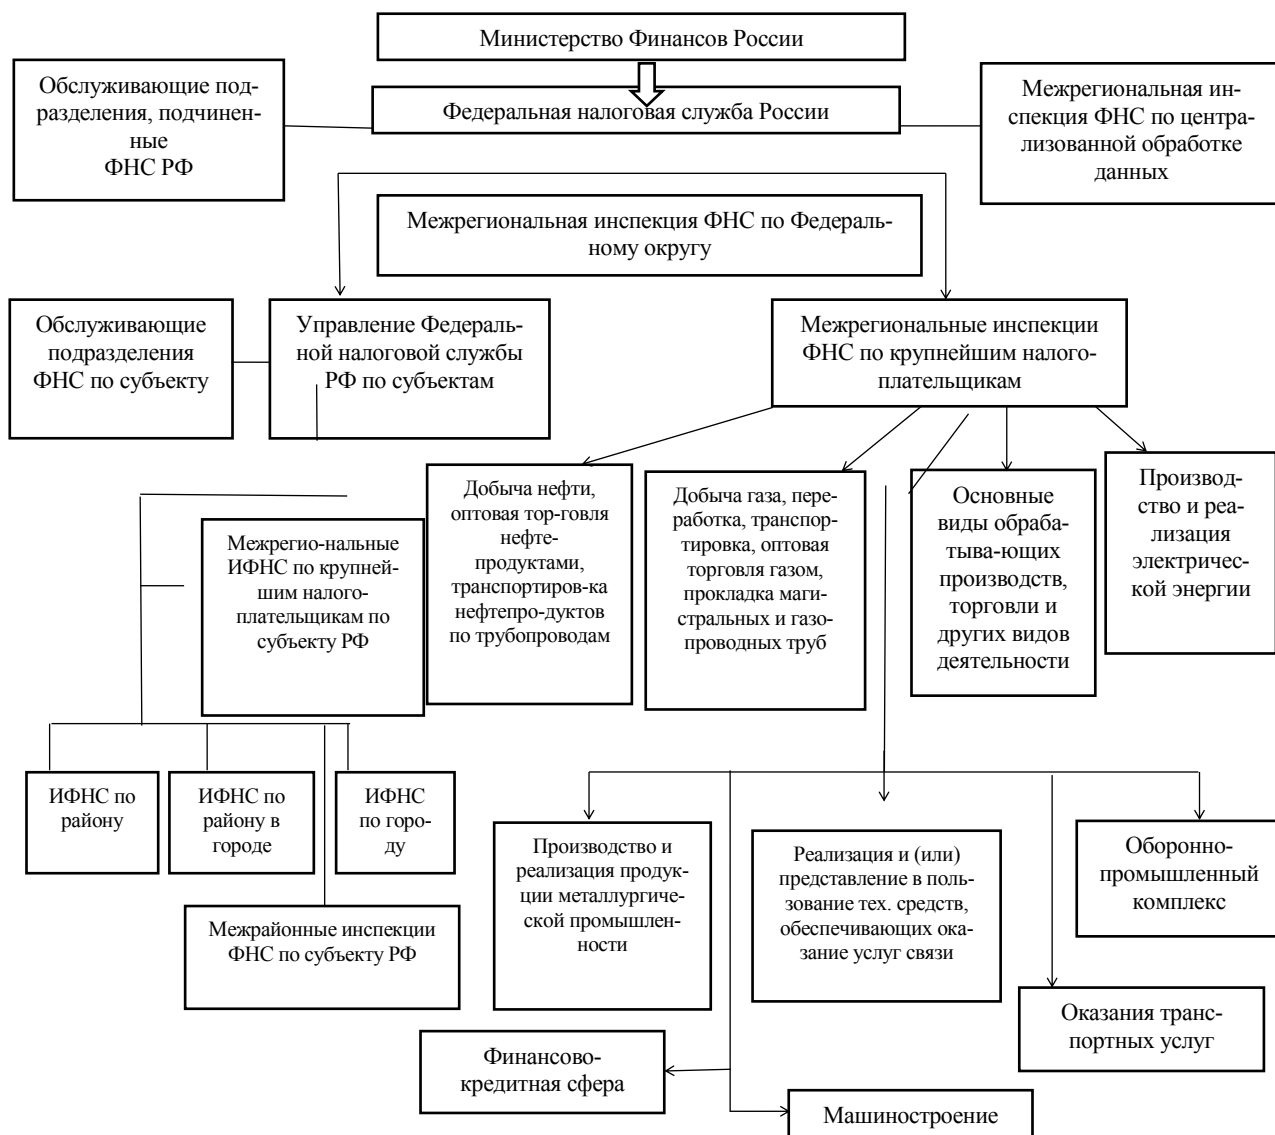 Министерство Финансов России
Обслуживающие под-
разделения, подчинен-
ные
ФНС РФ
Федеральная налоговая служба России
Межрегиональная ин-
спекция ФНС по центра-
лизованной обработке
данных
Межрегиональная инспекция ФНС по Федераль-
ному округу
Обслуживающие
подразделения
ФНС по субъекту
Управление Федераль-
ной налоговой службы
РФ по субъектам
Межрегиональные инспекции
ФНС по крупнейшим налого-
плательщикам
Межрегио-нальные
ИФНС по крупней-
шим налого-
плательщикам по
субъекту РФ
Добыча нефти,
оптовая тор-говля
нефте-
продуктами,
транспортиров-ка
нефтепро-дуктов
по трубопроводам
Добыча газа, пере-
работка, транспор-
тировка, оптовая
торговля газом,
прокладка маги-
стральных и газо-
проводных труб
Основные
виды обраба-
тыва-ющих
производств,
торговли и
других видов
деятельности
Производ-
ство и реа-
лизация
электриче-
ской энергии
ИФНС по
району
ИФНС по
району в
городе
ИФНС
по горо-
ду
Межрайонные инспекции
ФНС по субъекту РФ
Производство и
реализация продук-
ции металлургиче-
ской промышлен-
ности
Реализация и (или)
представление в поль-
зование тех. средств,
обеспечивающих ока-
зание услуг связи
Оборонно-
промышленный
комплекс
Оказания транс-
портных услуг
Финансово-
кредитная сфера
Машиностроение